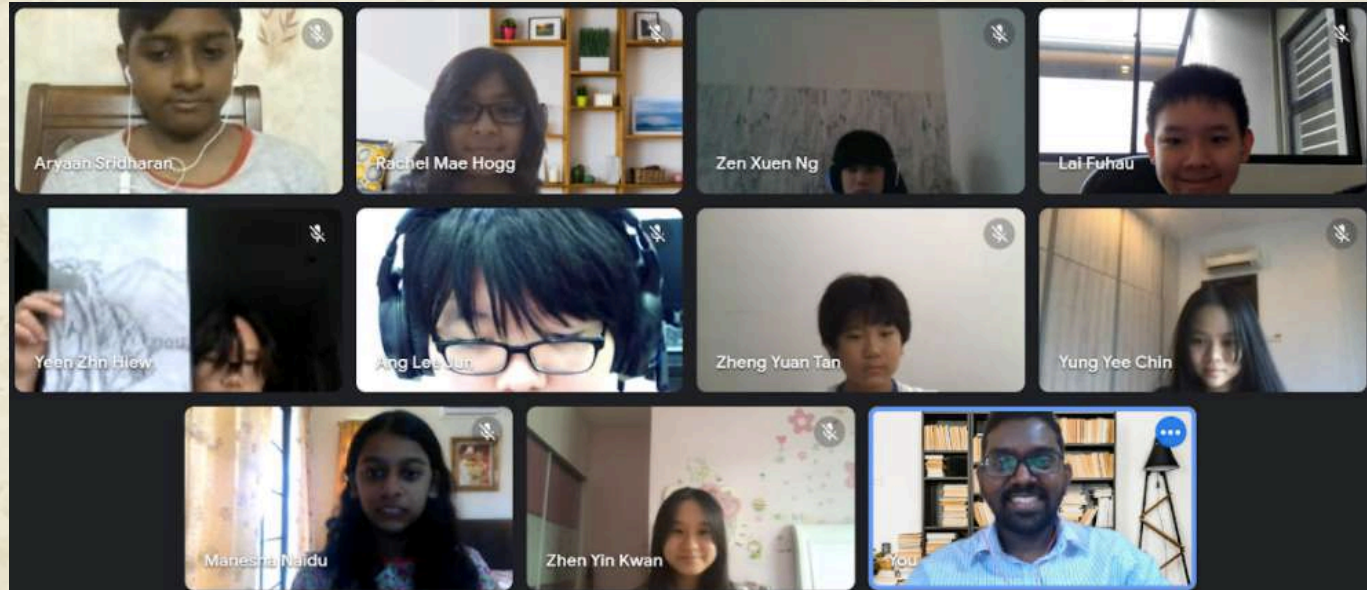 Aryaan Sridharan
Rachel Mae Hogg
Zen Xuen Ng
Lai Fuhau
Yeen Zhn Hiew
Ang Lee Jun
Zheng Yuan Tan
Yung Yee Chin
Manesha Naidu
Zhen Yin Kwan
You